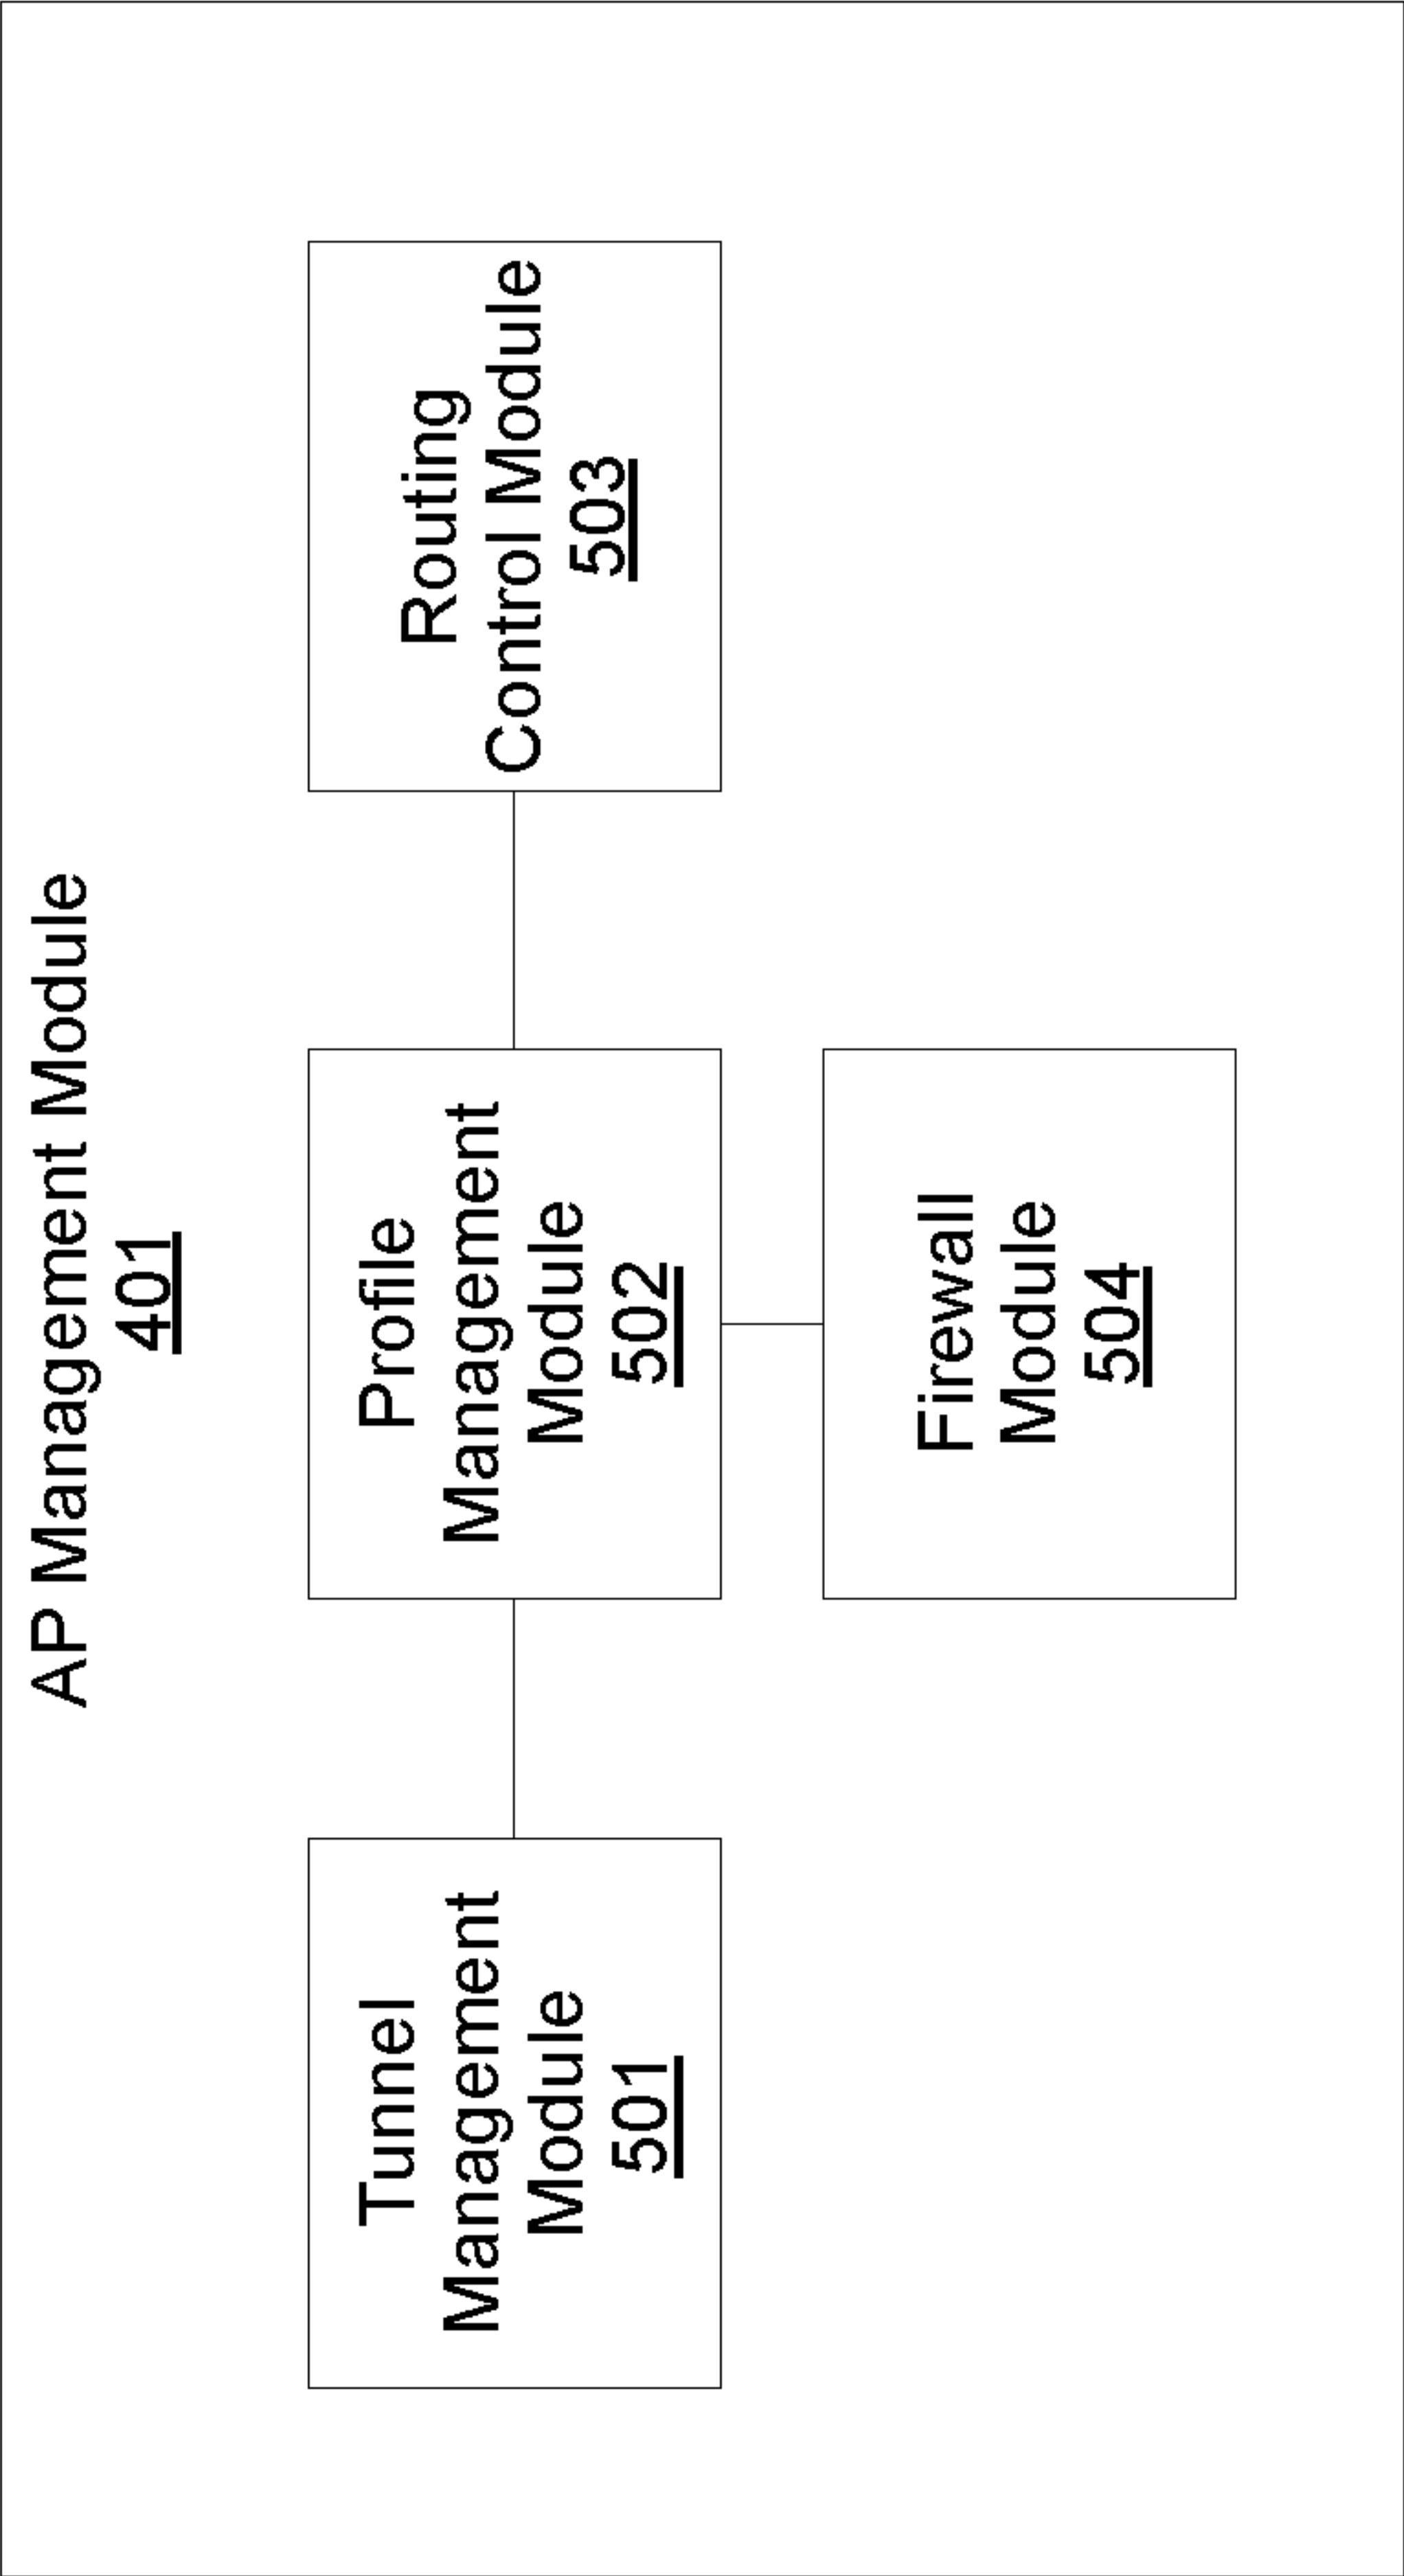 AP Management Module
401
Tunnel
Management
Module
501
Profile
Management
Module
502
Routing
Control Module
503
Firewall
Module
504